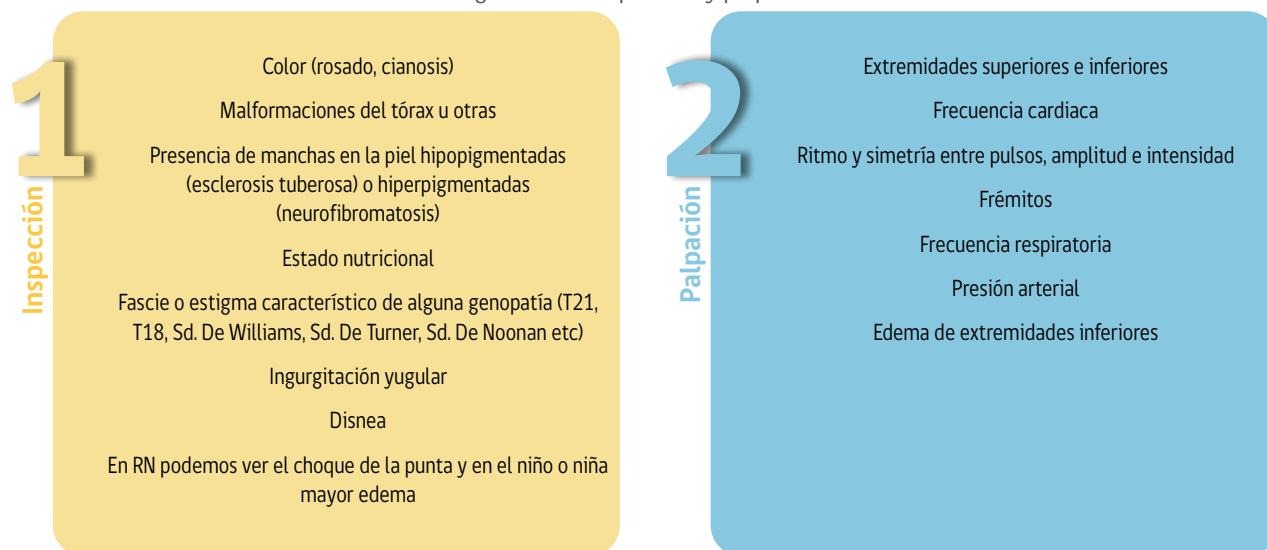 1
Inspección
Color (rosado, cianosis)
Malformaciones del tórax u otras
Presencia de manchas en la piel hipopigmentadas
(esclerosis tuberosa) o hiperpigmentadas
(neurofibromatosis)
Estado nutricional
Fascie o estigma característico de alguna genopatía (T21,
T18, Sd. De Williams, Sd. De Turner, Sd. De Noonan etc)
Ingurgitación yugular
Disnea
En RN podemos ver el choque de la punta y en el niño o niña
mayor edema
2
Palpación
Extremidades superiores e inferiores
Frecuencia cardiaca
Ritmo y simetría entre pulsos, amplitud e intensidad
Frémitos
Frecuencia respiratoria
Presión arterial
Edema de extremidades inferiores